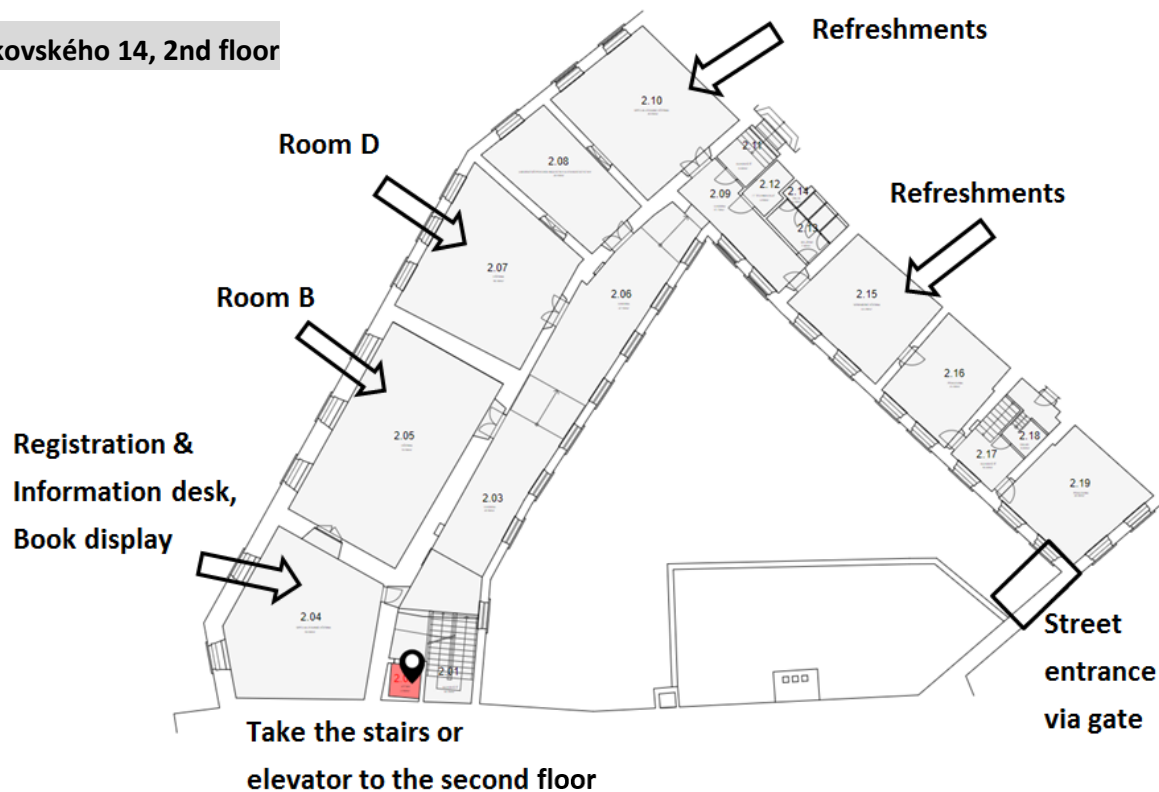 kovského 14, 2nd floor
Refreshments
Room D
Refreshments
Room B
Registration &
Information desk,
Book display
Street
entrance
via gate
Take the stairs or
elevator to the second floor
2.10
2.11
2.08
2.12
2.09
2.14
2.13
2.07
2.06
2.15
2.16
2.05
2.18
2.17
2.19
2.03
2.04
2.01